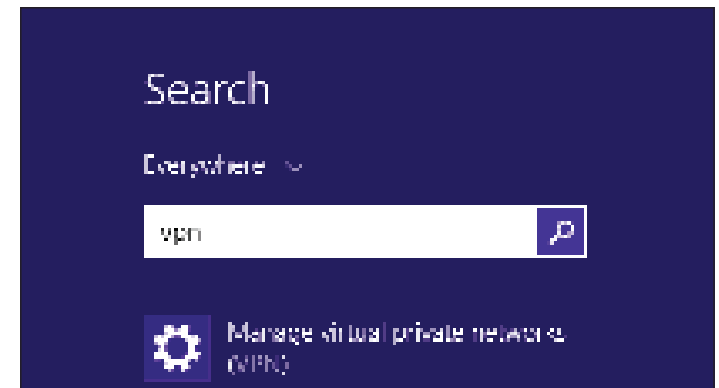 Search
Everywhere
vpn
Manage virtual private networks
(VPN)